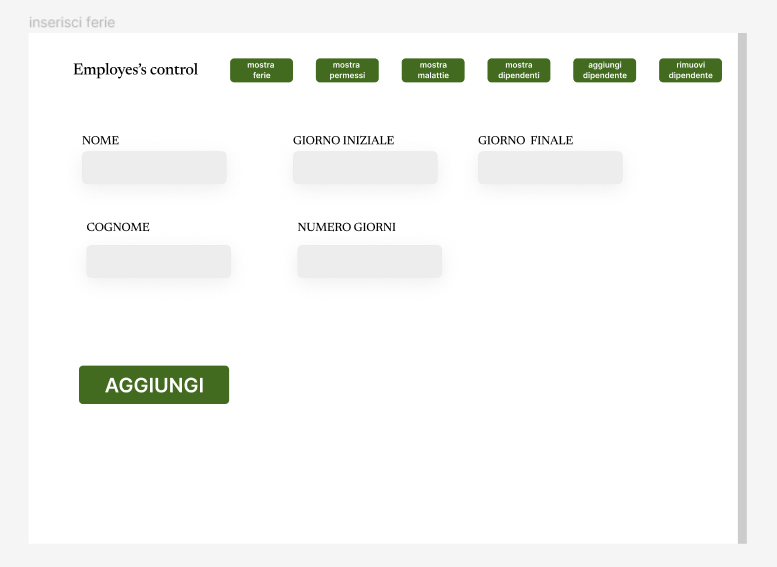 inserisci ferie
Employes's control
mostra
ferie
mostra
permessi
mostra
malattie
mostra
dipendenti
aggiungi
dipendente
rimuovi
dipendente
NOME
GIORNO INIZIALE
GIORNO FINALE
COGNOME
NUMERO GIORNI
AGGIUNGI